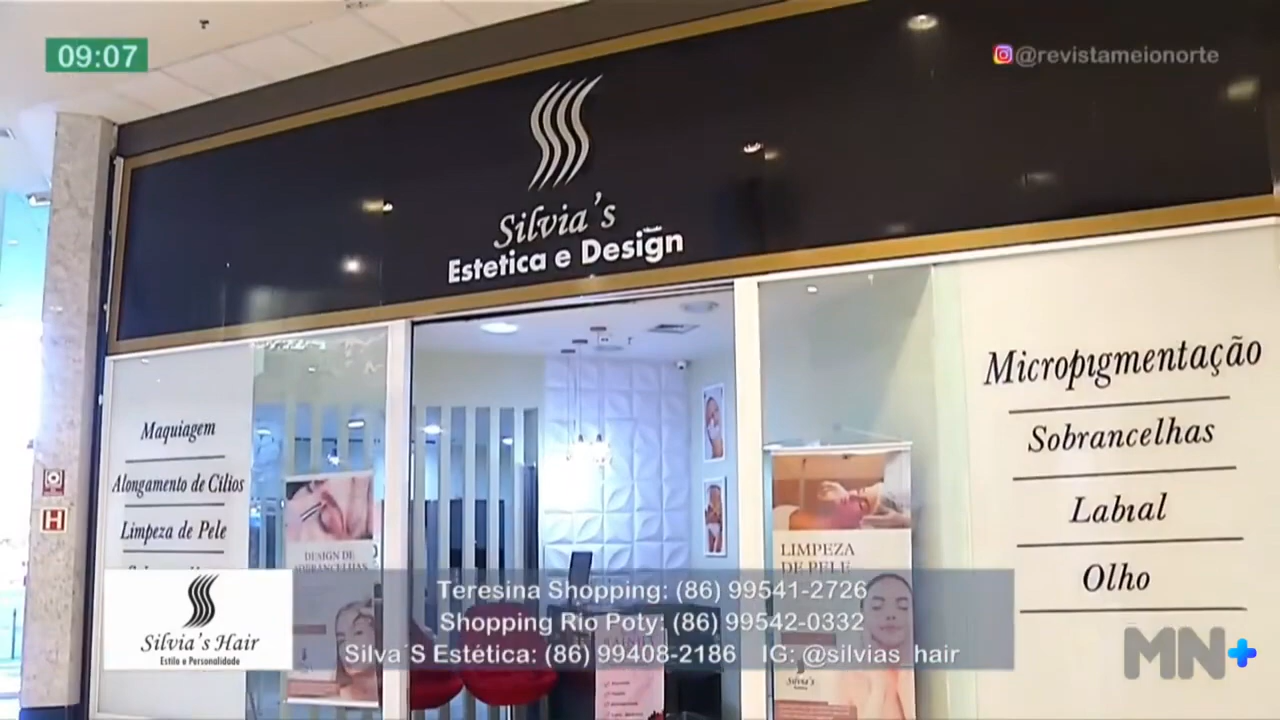 09:07
@revistameionorte
Silvia's
Estetica e Design
Maquiagem
Alongamento de Cílios
Limpeza de Pele
Micropigmentação
Sobrancelhas
Labial
Olho
DESIGN DE
SOBRANCELHAS
LIMPEZA
DE PELE
H
Silvia's Hair
Estilo e Personalidade
Teresina Shopping: (86) 99541-2726
Shopping Rio Poty: (86) 99542-0332
Silva´S Estética: (86) 99408-2186 IG: @silvias_hair
Silvia's
MN+